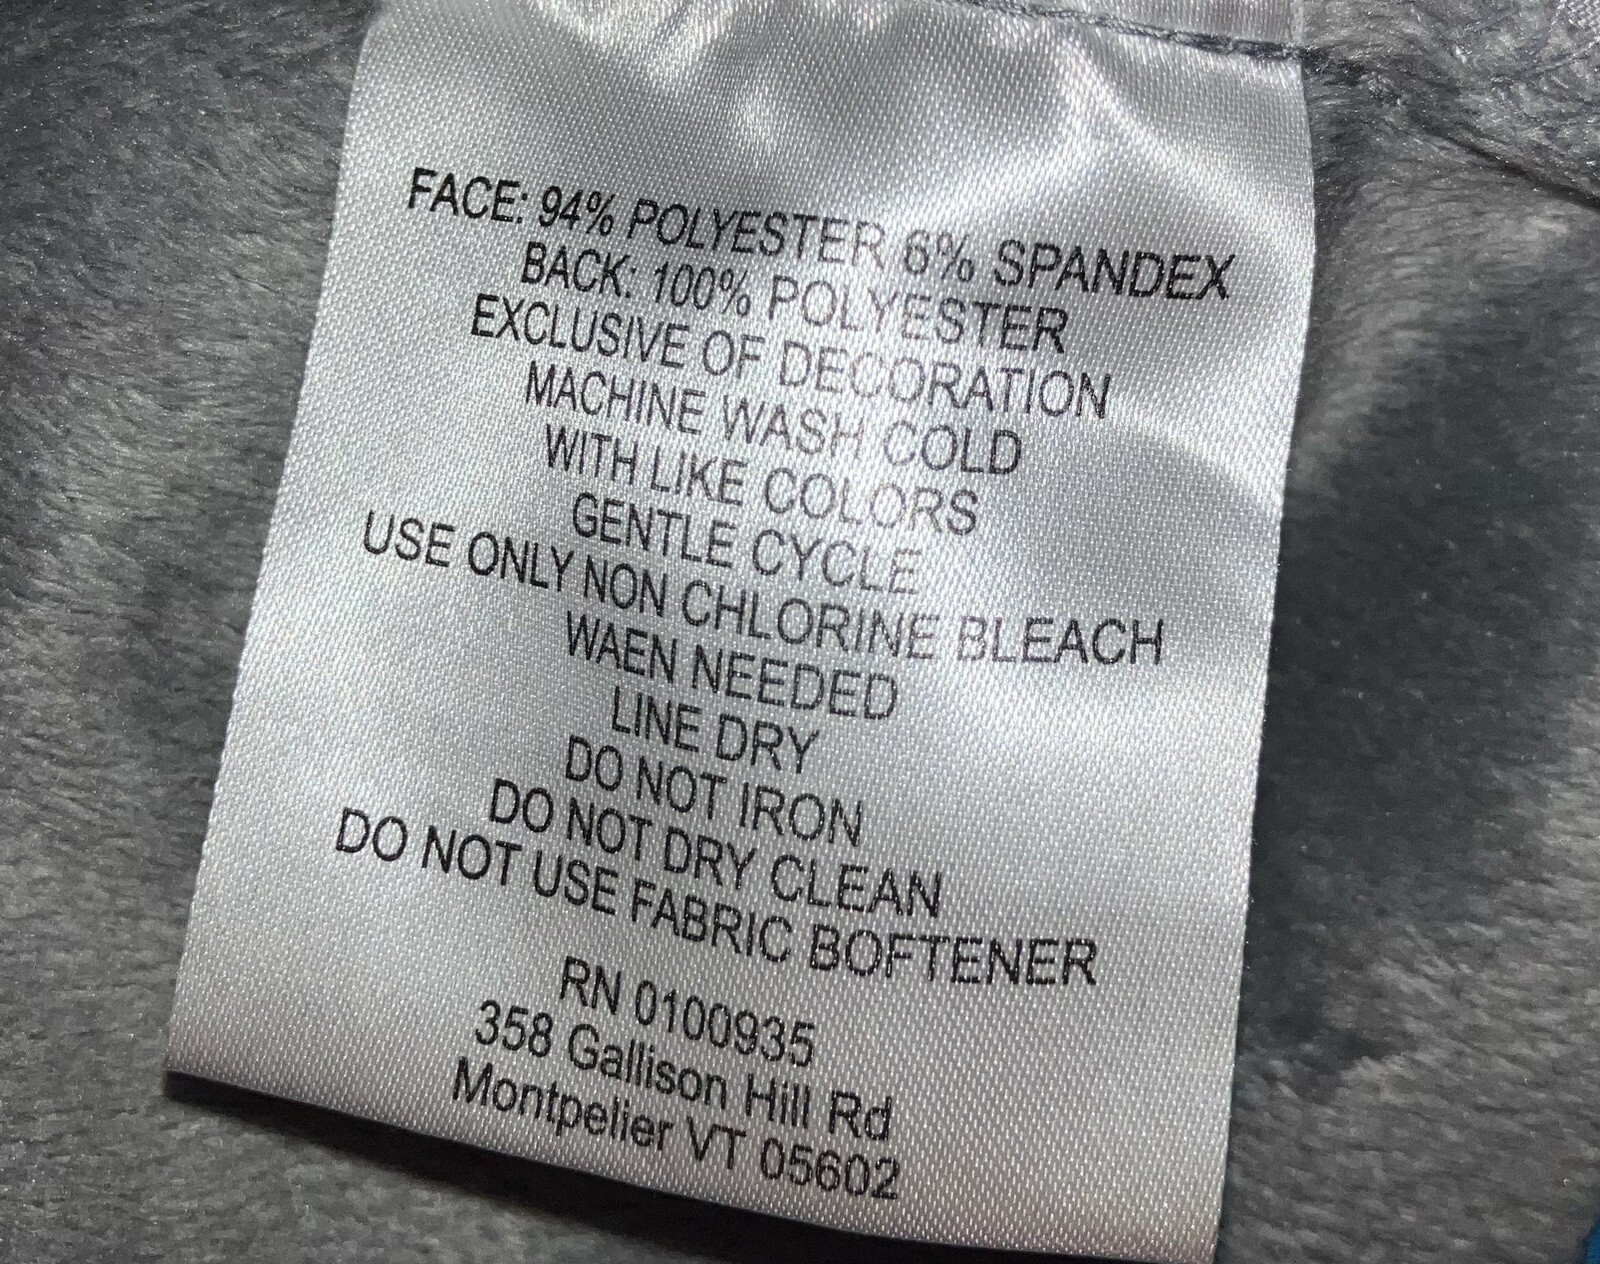 FACE: 94% POLYESTER 6% SPANDEX
BACK: 100% POLYESTER
EXCLUSIVE OF DECORATION
MACHINE WASH COLD
WITH LIKE COLORS
GENTLE CYCLE
USE ONLY NON CHLORINE BLEACH
WAEN NEEDED
LINE DRY
DO NOT IRON
DO NOT DRY CLEAN
DO NOT USE FABRIC BOFTENER
RN 0100935
358 Gallison Hill Rd
Montpelier VT 05602